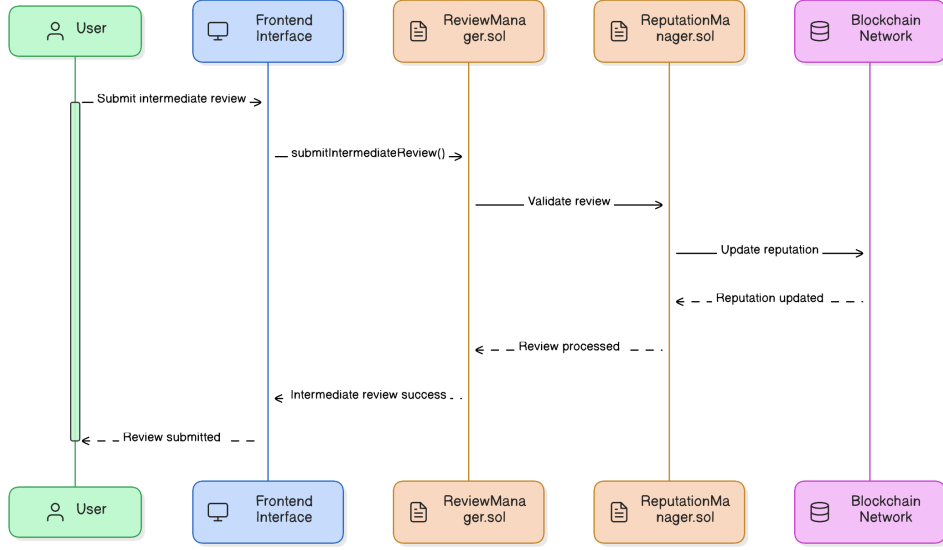 User
Frontend
Interface
ReviewMana
ger.sol
ReputationMa
nager.sol
Blockchain
Network
Submit intermediate review
submitIntermediateReview()
Validate review
Update reputation
Reputation updated
Review processed
Intermediate review success
Review submitted
User
Frontend
Interface
ReviewMana
ger.sol
ReputationMa
nager.sol
Blockchain
Network